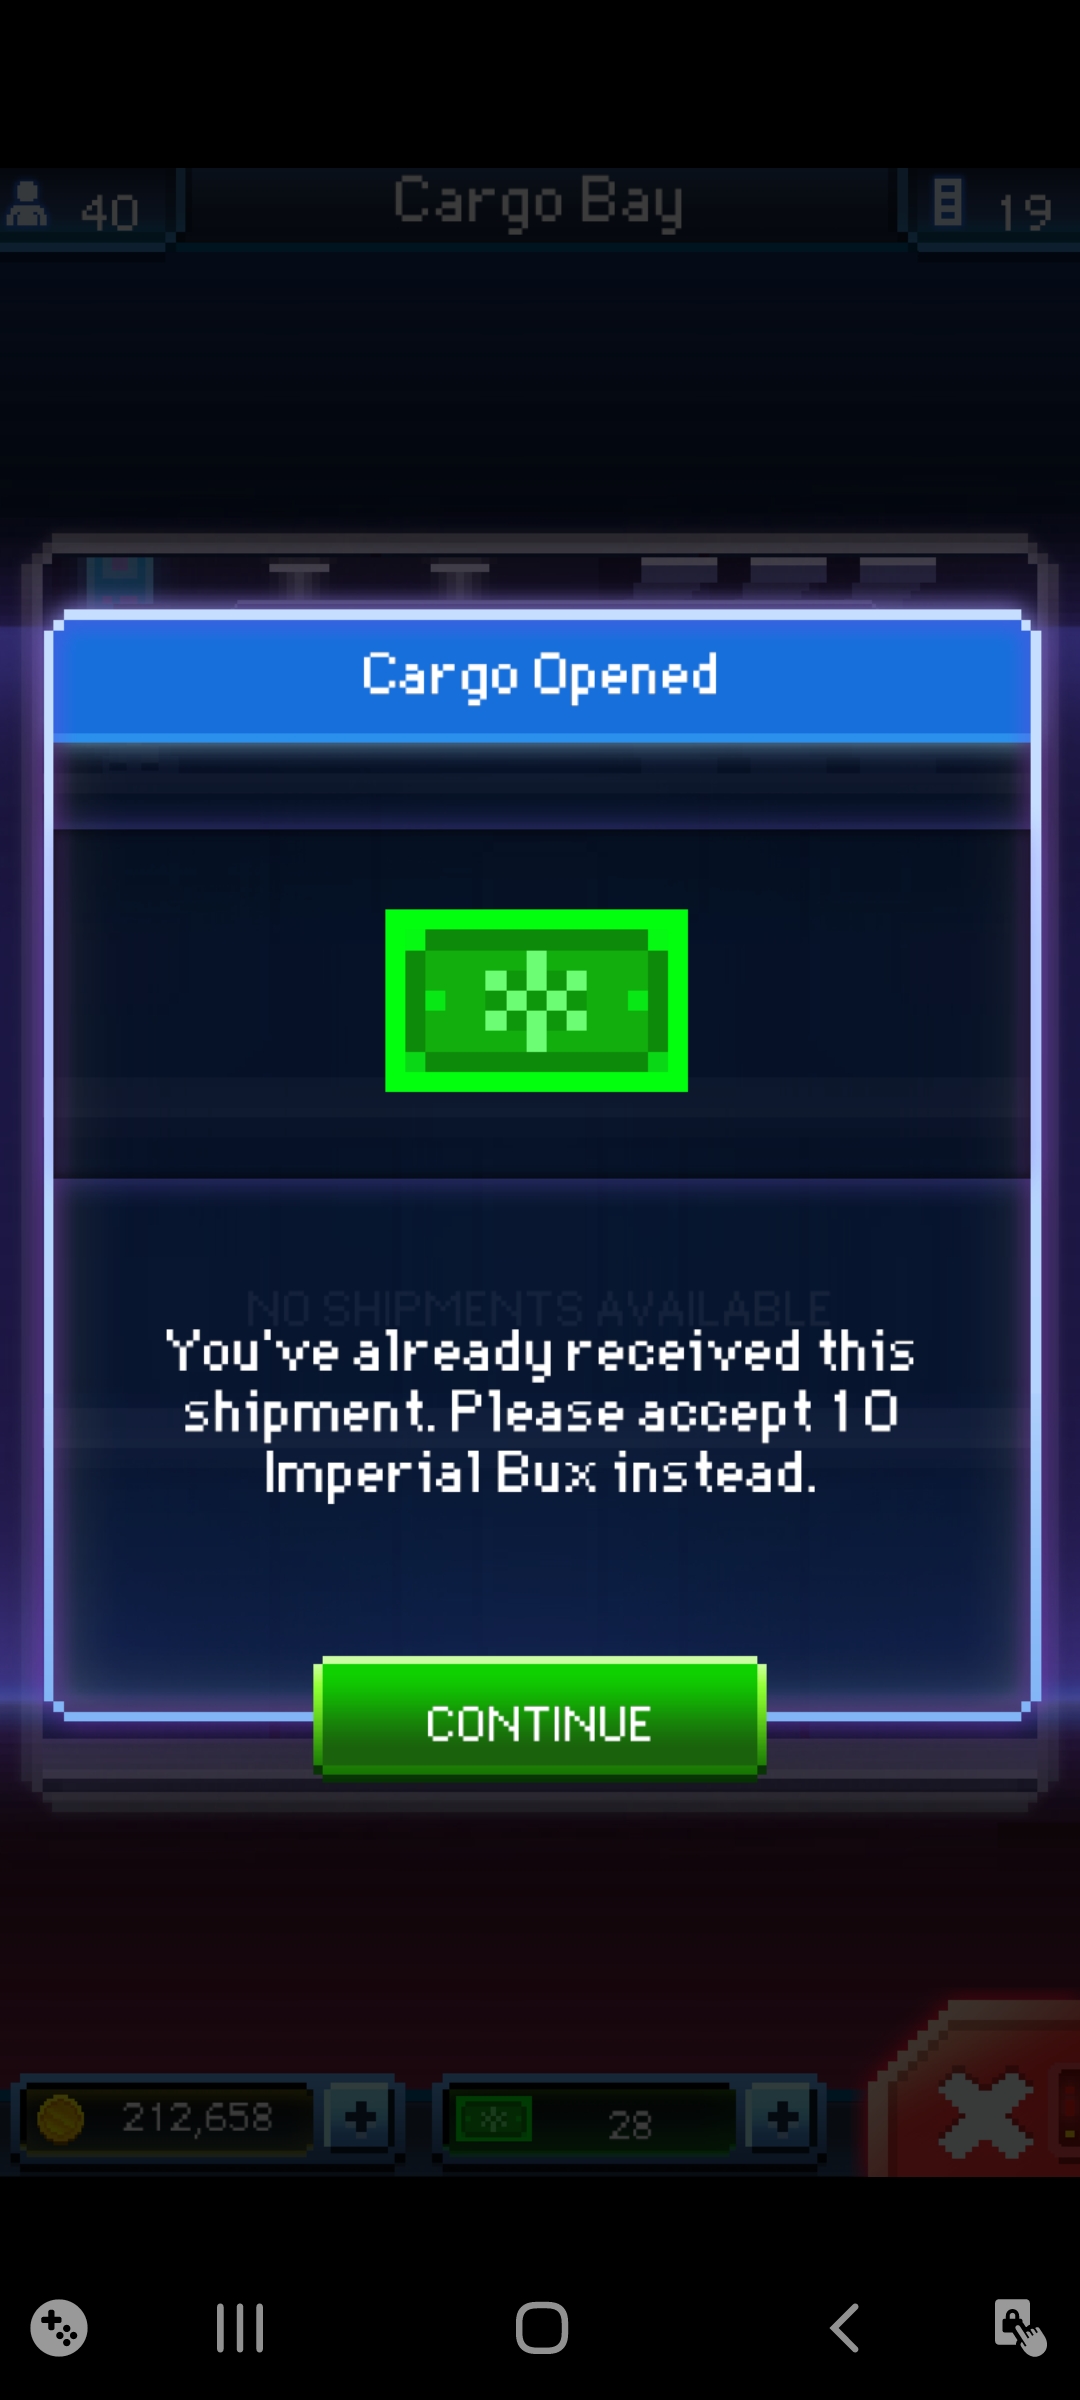 40
Cargo Bay
19
Cargo Opened
NO SHIPMENTS AVAILABLE
You've already received this
shipment. Please accept 10
Imperial Bux instead.
CONTINUE
212,658
28